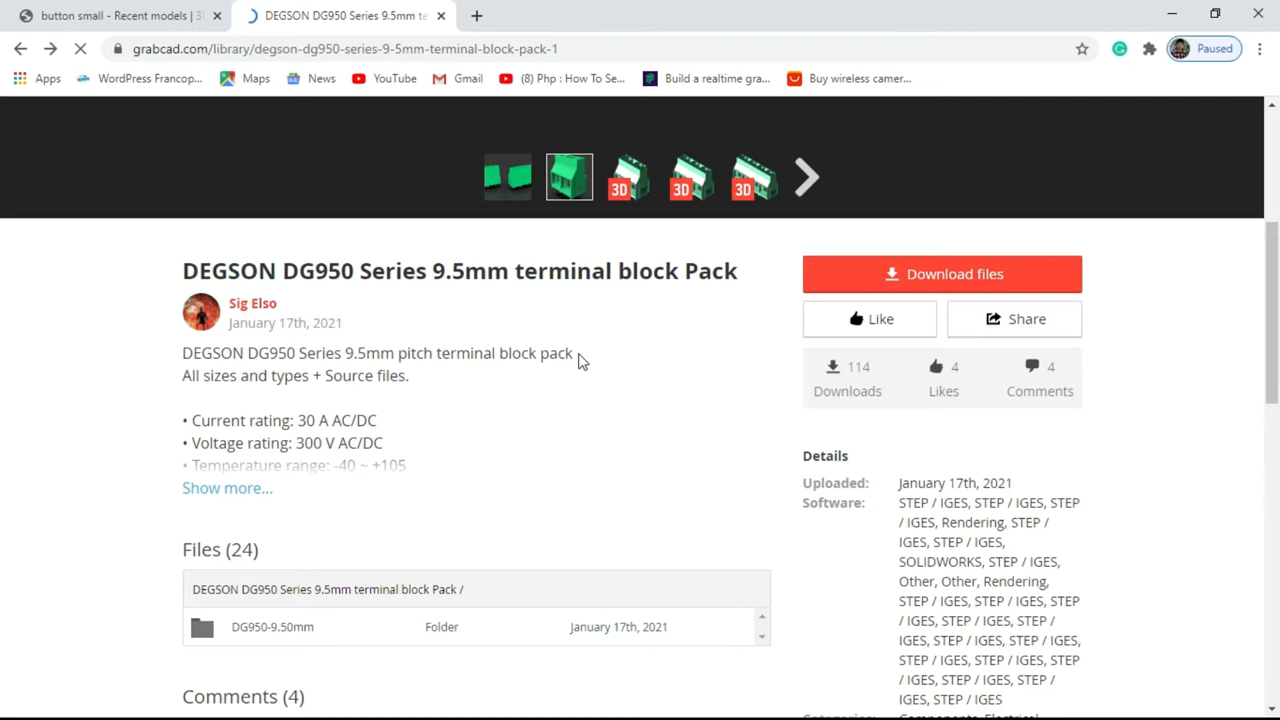 button small - Recent models | 3
DEGSON DG950 Series 9.5mm te
grabcad.com/library/degson-dg950-series-9-5mm-terminal-block-pack-1
Paused
Apps
WordPress Francop...
Maps
News
YouTube
Gmail
(8) Php : How To Se...
Build a realtime gra...
Buy wireless camer...
3D
3D
3D
DEGSON DG950 Series 9.5mm terminal block Pack
Sig Elso
January 17th, 2021
DEGSON DG950 Series 9.5mm pitch terminal block pack
All sizes and types + Source files.
• Current rating: 30 A AC/DC
• Voltage rating: 300 V AC/DC
• Temperature range: -40 ~ +105
Show more...
Files (24)
DEGSON DG950 Series 9.5mm terminal block Pack /
DG950-9.50mm Folder January 17th, 2021
Comments (4)
Download files
Like
Share
114
Downloads
4
Likes
4
Comments
Details
Uploaded: January 17th, 2021
Software: STEP / IGES, STEP / IGES, STEP
/ IGES, Rendering, STEP /
IGES, STEP / IGES,
SOLIDWORKS, STEP / IGES,
Other, Other, Rendering,
STEP / IGES, STEP / IGES, STEP
/ IGES, STEP / IGES, STEP /
IGES, STEP / IGES, STEP / IGES,
STEP / IGES, STEP / IGES, STEP
/ IGES, STEP / IGES, STEP /
IGES, STEP / IGES
Categories: Components, Electrical